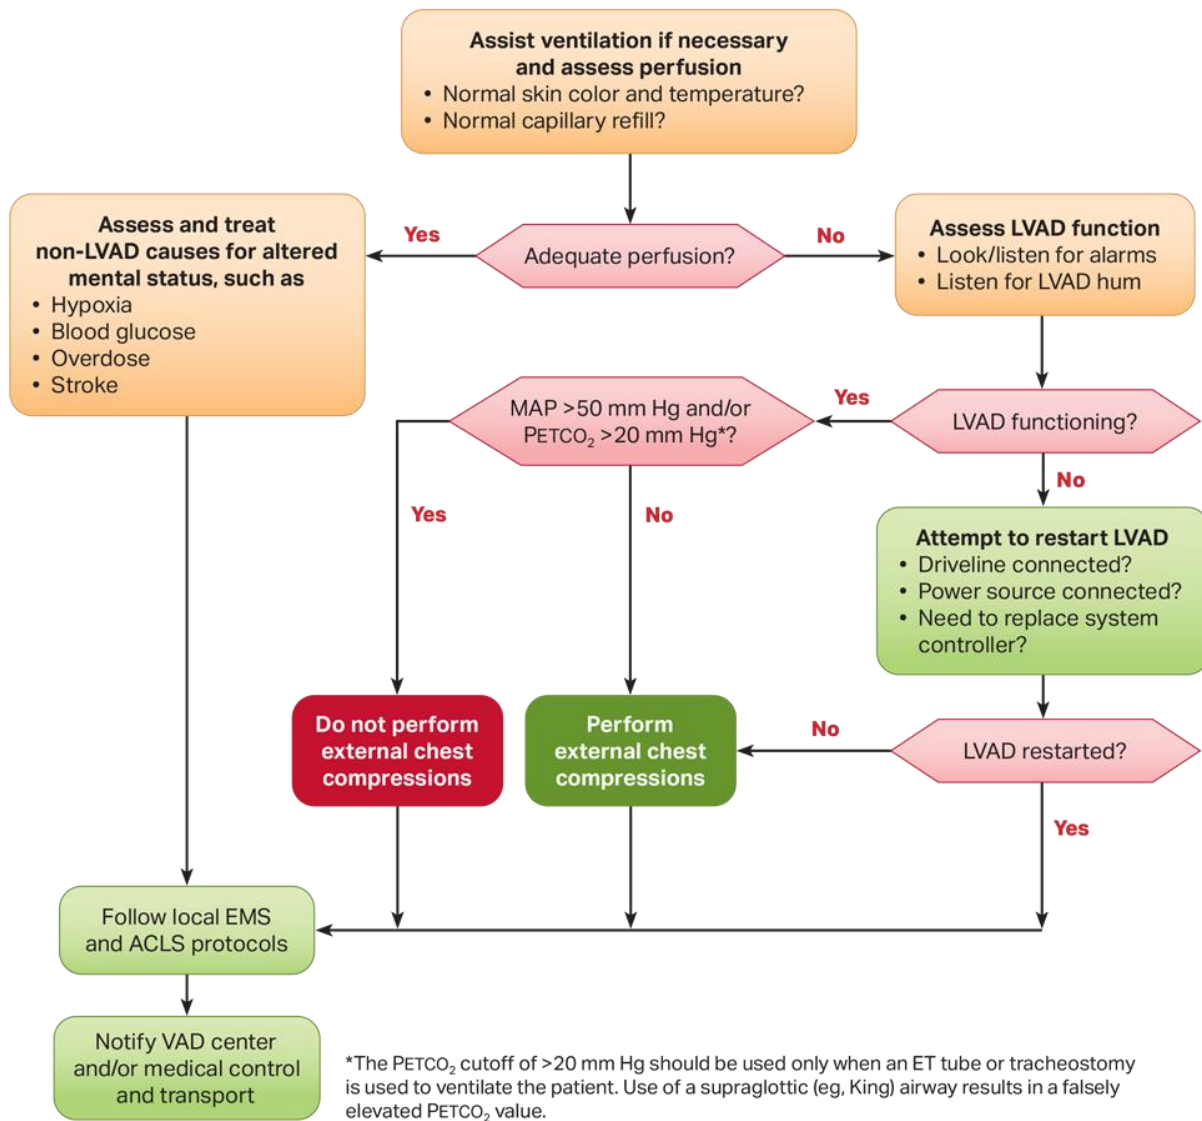 Assist ventilation if necessary
and assess perfusion
• Normal skin color and temperature?
• Normal capillary refill?
Adequate perfusion?
Yes
No
Assess and treat
non-LVAD causes for altered
mental status, such as
• Hypoxia
• Blood glucose
• Overdose
• Stroke
Assess LVAD function
• Look/listen for alarms
• Listen for LVAD hum
LVAD functioning?
Yes
No
MAP >50 mm Hg and/or
PETCO₂ >20 mm Hg*?
Yes
No
Attempt to restart LVAD
• Driveline connected?
• Power source connected?
• Need to replace system
controller?
Do not perform
external chest
compressions
Perform
external chest
compressions
No
LVAD restarted?
Yes
Follow local EMS
and ACLS protocols
Notify VAD center
and/or medical control
and transport
*The PETCO₂ cutoff of >20 mm Hg should be used only when an ET tube or tracheostomy
is used to ventilate the patient. Use of a supraglottic (eg, King) airway results in a falsely
elevated PETCO₂ value.